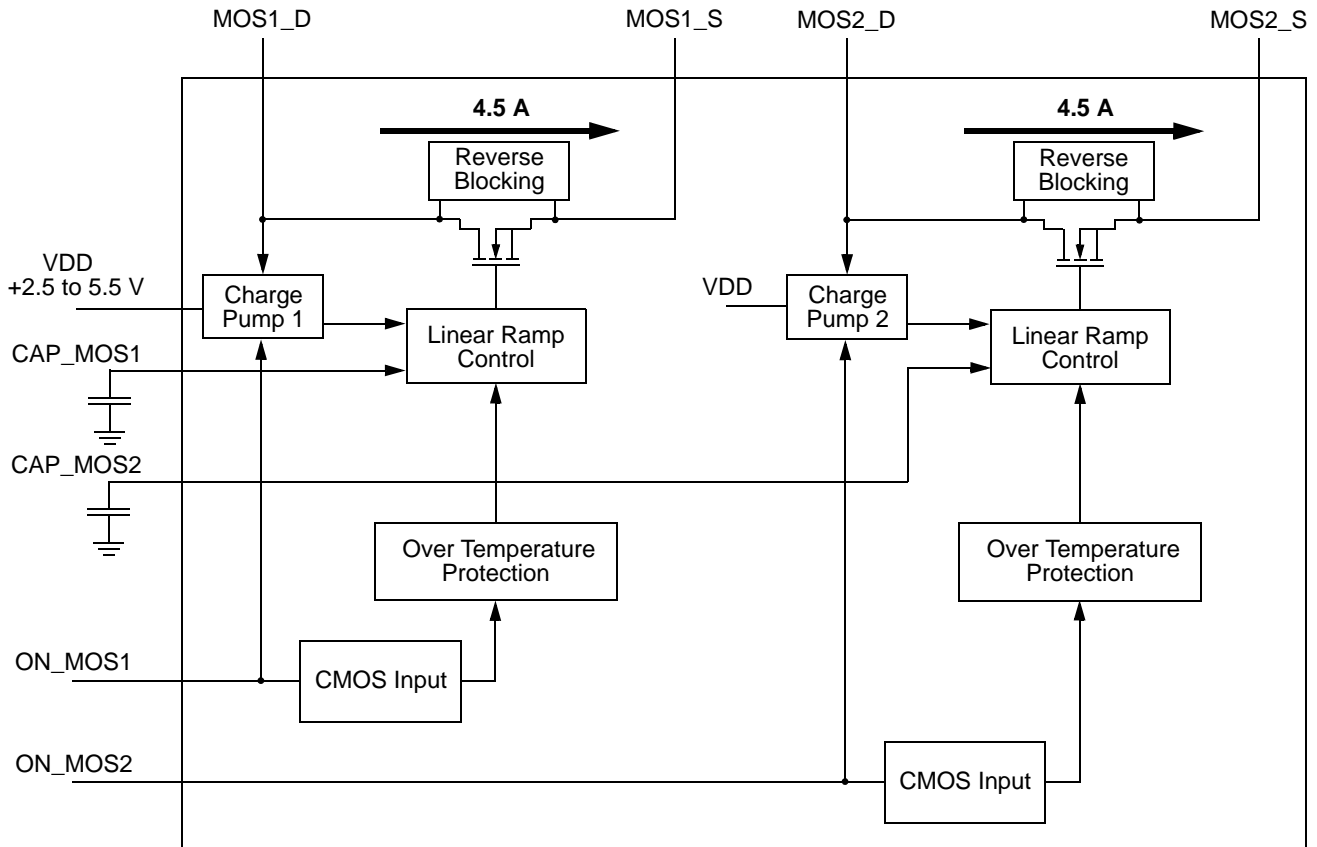 MOS1_D
MOS1_S
MOS2_D
MOS2_S
4.5 A
4.5 A
Reverse
Blocking
Reverse
Blocking
VDD
+2.5 to 5.5 V
Charge
Pump 1
Linear Ramp
Control
VDD
Charge
Pump 2
Linear Ramp
Control
CAP_MOS1
CAP_MOS2
Over Temperature
Protection
Over Temperature
Protection
ON_MOS1
CMOS Input
ON_MOS2
CMOS Input